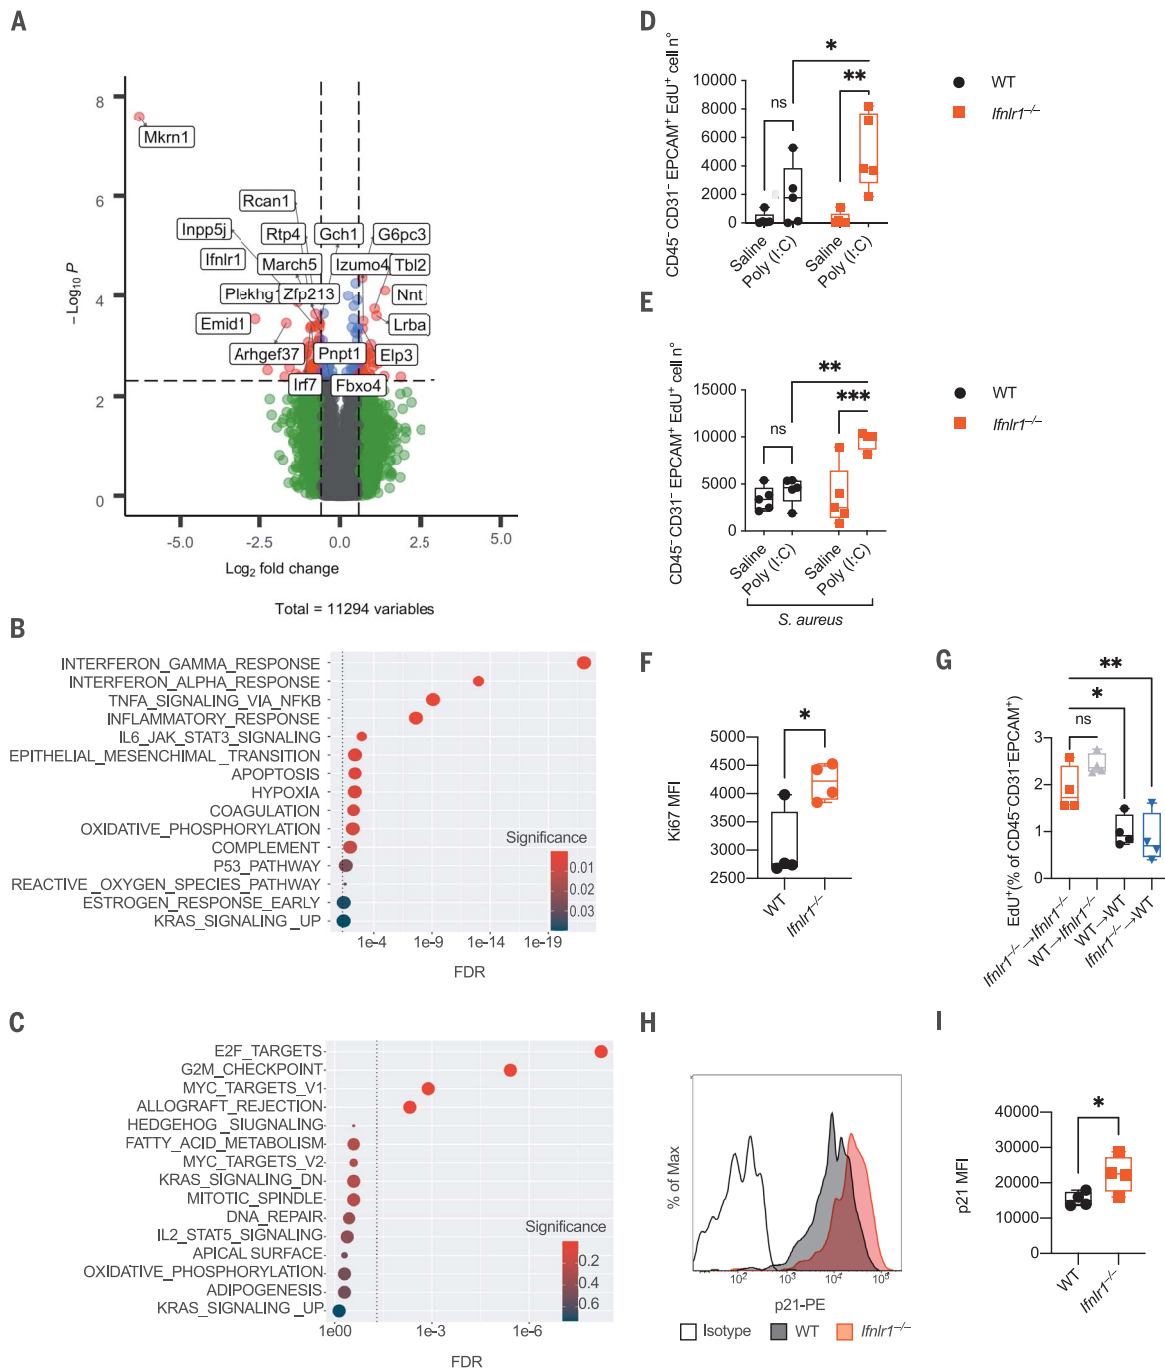 A
8
6
4
2
0
– Log10 P
Mkrn1
Rcan1
Inpp5j
Rtp4
Gch1
G6pc3
Ifnlr1
March5
Izumo4
Tbl2
Plekhg1
Zfp213
Nnt
Emid1
Lrba
Arhgef37
Pnpt1
Elp3
Irf7
Fbxo4
-5.0
-2.5
0.0
2.5
5.0
Log2 fold change
Total = 11294 variables
B
INTERFERON_GAMMA_RESPONSE
INTERFERON_ALPHA_RESPONSE
TNFA_SIGNALING_VIA_NFKB
INFLAMMATORY_RESPONSE
IL6_JAK_STAT3_SIGNALING
EPITHELIAL_MESENCHIMAL_TRANSITION
APOPTOSIS
HYPOXIA
COAGULATION
OXIDATIVE_PHOSPHORYLATION
COMPLEMENT
P53_PATHWAY
REACTIVE_OXYGEN_SPECIES_PATHWAY
ESTROGEN_RESPONSE_EARLY
KRAS_SIGNALING_UP
Significance
0.01
0.02
0.03
1e-4
1e-9
1e-14
1e-19
FDR
C
E2F_TARGETS
G2M_CHECKPOINT
MYC_TARGETS_V1
ALLOGRAFT_REJECTION
HEDGEHOG_SIUGNALING
FATTY_ACID_METABOLISM
MYC_TARGETS_V2
KRAS_SIGNALING_DN
MITOTIC_SPINDLE
DNA_REPAIR
IL2_STAT5_SIGNALING
APICAL SURFACE
OXIDATIVE_PHOSPHORYLATION
ADIPOGENESIS
KRAS_SIGNALING _UP
Significance
0.2
0.4
0.6
1e00
1e-3
1e-6
FDR
D
CD45⁻ CD31⁻ EPCAM⁺ EdU⁺ cell n°
10000
8000
6000
4000
2000
0
ns
*
**
Saline
Poly (I:C)
Saline
Poly (I:C)
WT
Ifnlr1⁻/⁻
E
CD45⁻ CD31⁻ EPCAM⁺ EdU⁺ cell n°
15000
10000
5000
0
ns
**
***
Saline
Poly (I:C)
Saline
Poly (I:C)
S. aureus
WT
Ifnlr1⁻/⁻
F
Ki67 MFI
5000
4500
4000
3500
3000
2500
*
WT
Ifnlr1⁻/⁻
G
EdU⁺(% of CD45⁻CD31⁻EPCAM⁺)
3
2
1
0
**
*
ns
Ifnlr1⁻/⁻→Ifnlr1⁻/⁻
WT→Ifnlr1⁻/⁻
WT→WT
Ifnlr1⁻/⁻→WT
H
% of Max
10²
10³
10⁴
10⁵
p21-PE
Isotype
WT
Ifnlr1⁻/⁻
I
p21 MFI
40000
30000
20000
10000
0
*
WT
Ifnlr1⁻/⁻